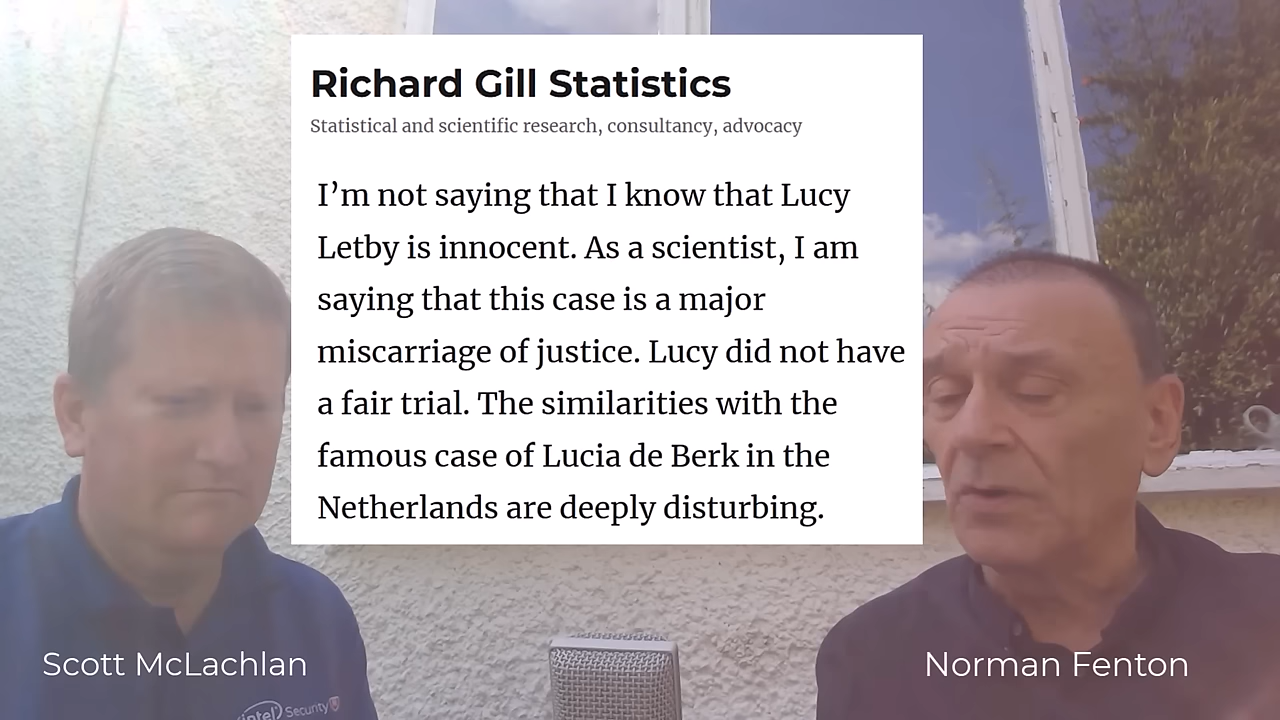 Richard Gill Statistics
Statistical and scientific research, consultancy, advocacy
I’m not saying that I know that Lucy
Letby is innocent. As a scientist, I am
saying that this case is a major
miscarriage of justice. Lucy did not have
a fair trial. The similarities with the
famous case of Lucia de Berk in the
Netherlands are deeply disturbing.
Scott McLachlan
Norman Fenton
intel Security